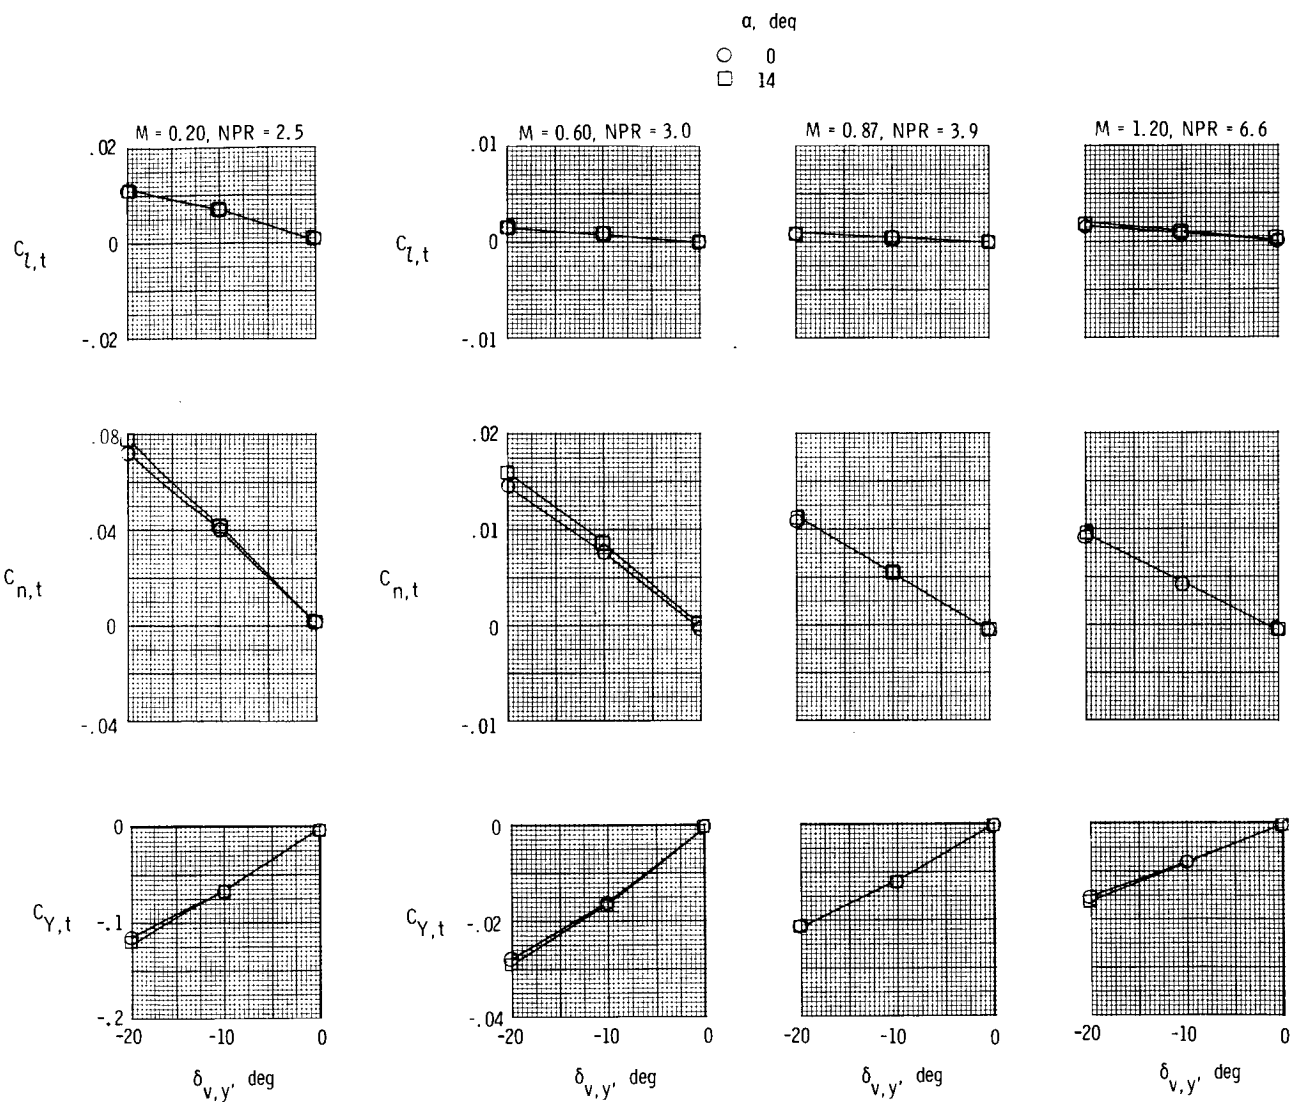 α, deg
○ 0
□ 14
M = 0.20, NPR = 2.5
M = 0.60, NPR = 3.0
M = 0.87, NPR = 3.9
M = 1.20, NPR = 6.6
.02
0
-.02
C_l,t
.01
0
-.01
C_l,t
.08
.04
0
-.04
C_n,t
.02
.01
0
-.01
C_n,t
0
-.1
-.2
C_Y,t
0
-.02
-.04
C_Y,t
-20 -10 0
-20 -10 0
-20 -10 0
-20 -10 0
δ_v,y, deg
δ_v,y, deg
δ_v,y, deg
δ_v,y, deg